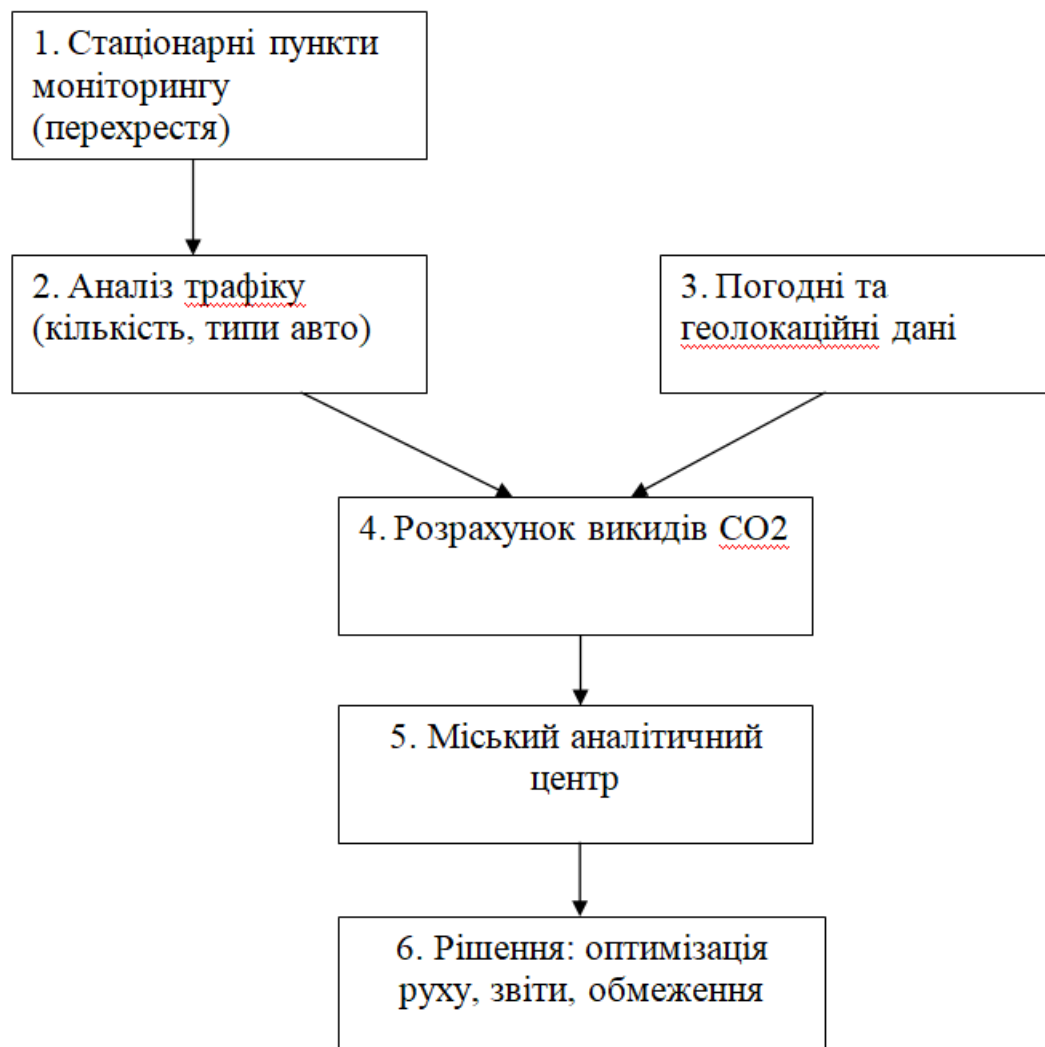 1. Стаціонарні пункти
моніторингу
(перехрестя)
2. Аналіз трафіку
(кількість, типи авто)
3. Погодні та
геолокаційні дані
4. Розрахунок викидів СО2
5. Міський аналітичний
центр
6. Рішення: оптимізація
руху, звіти, обмеження